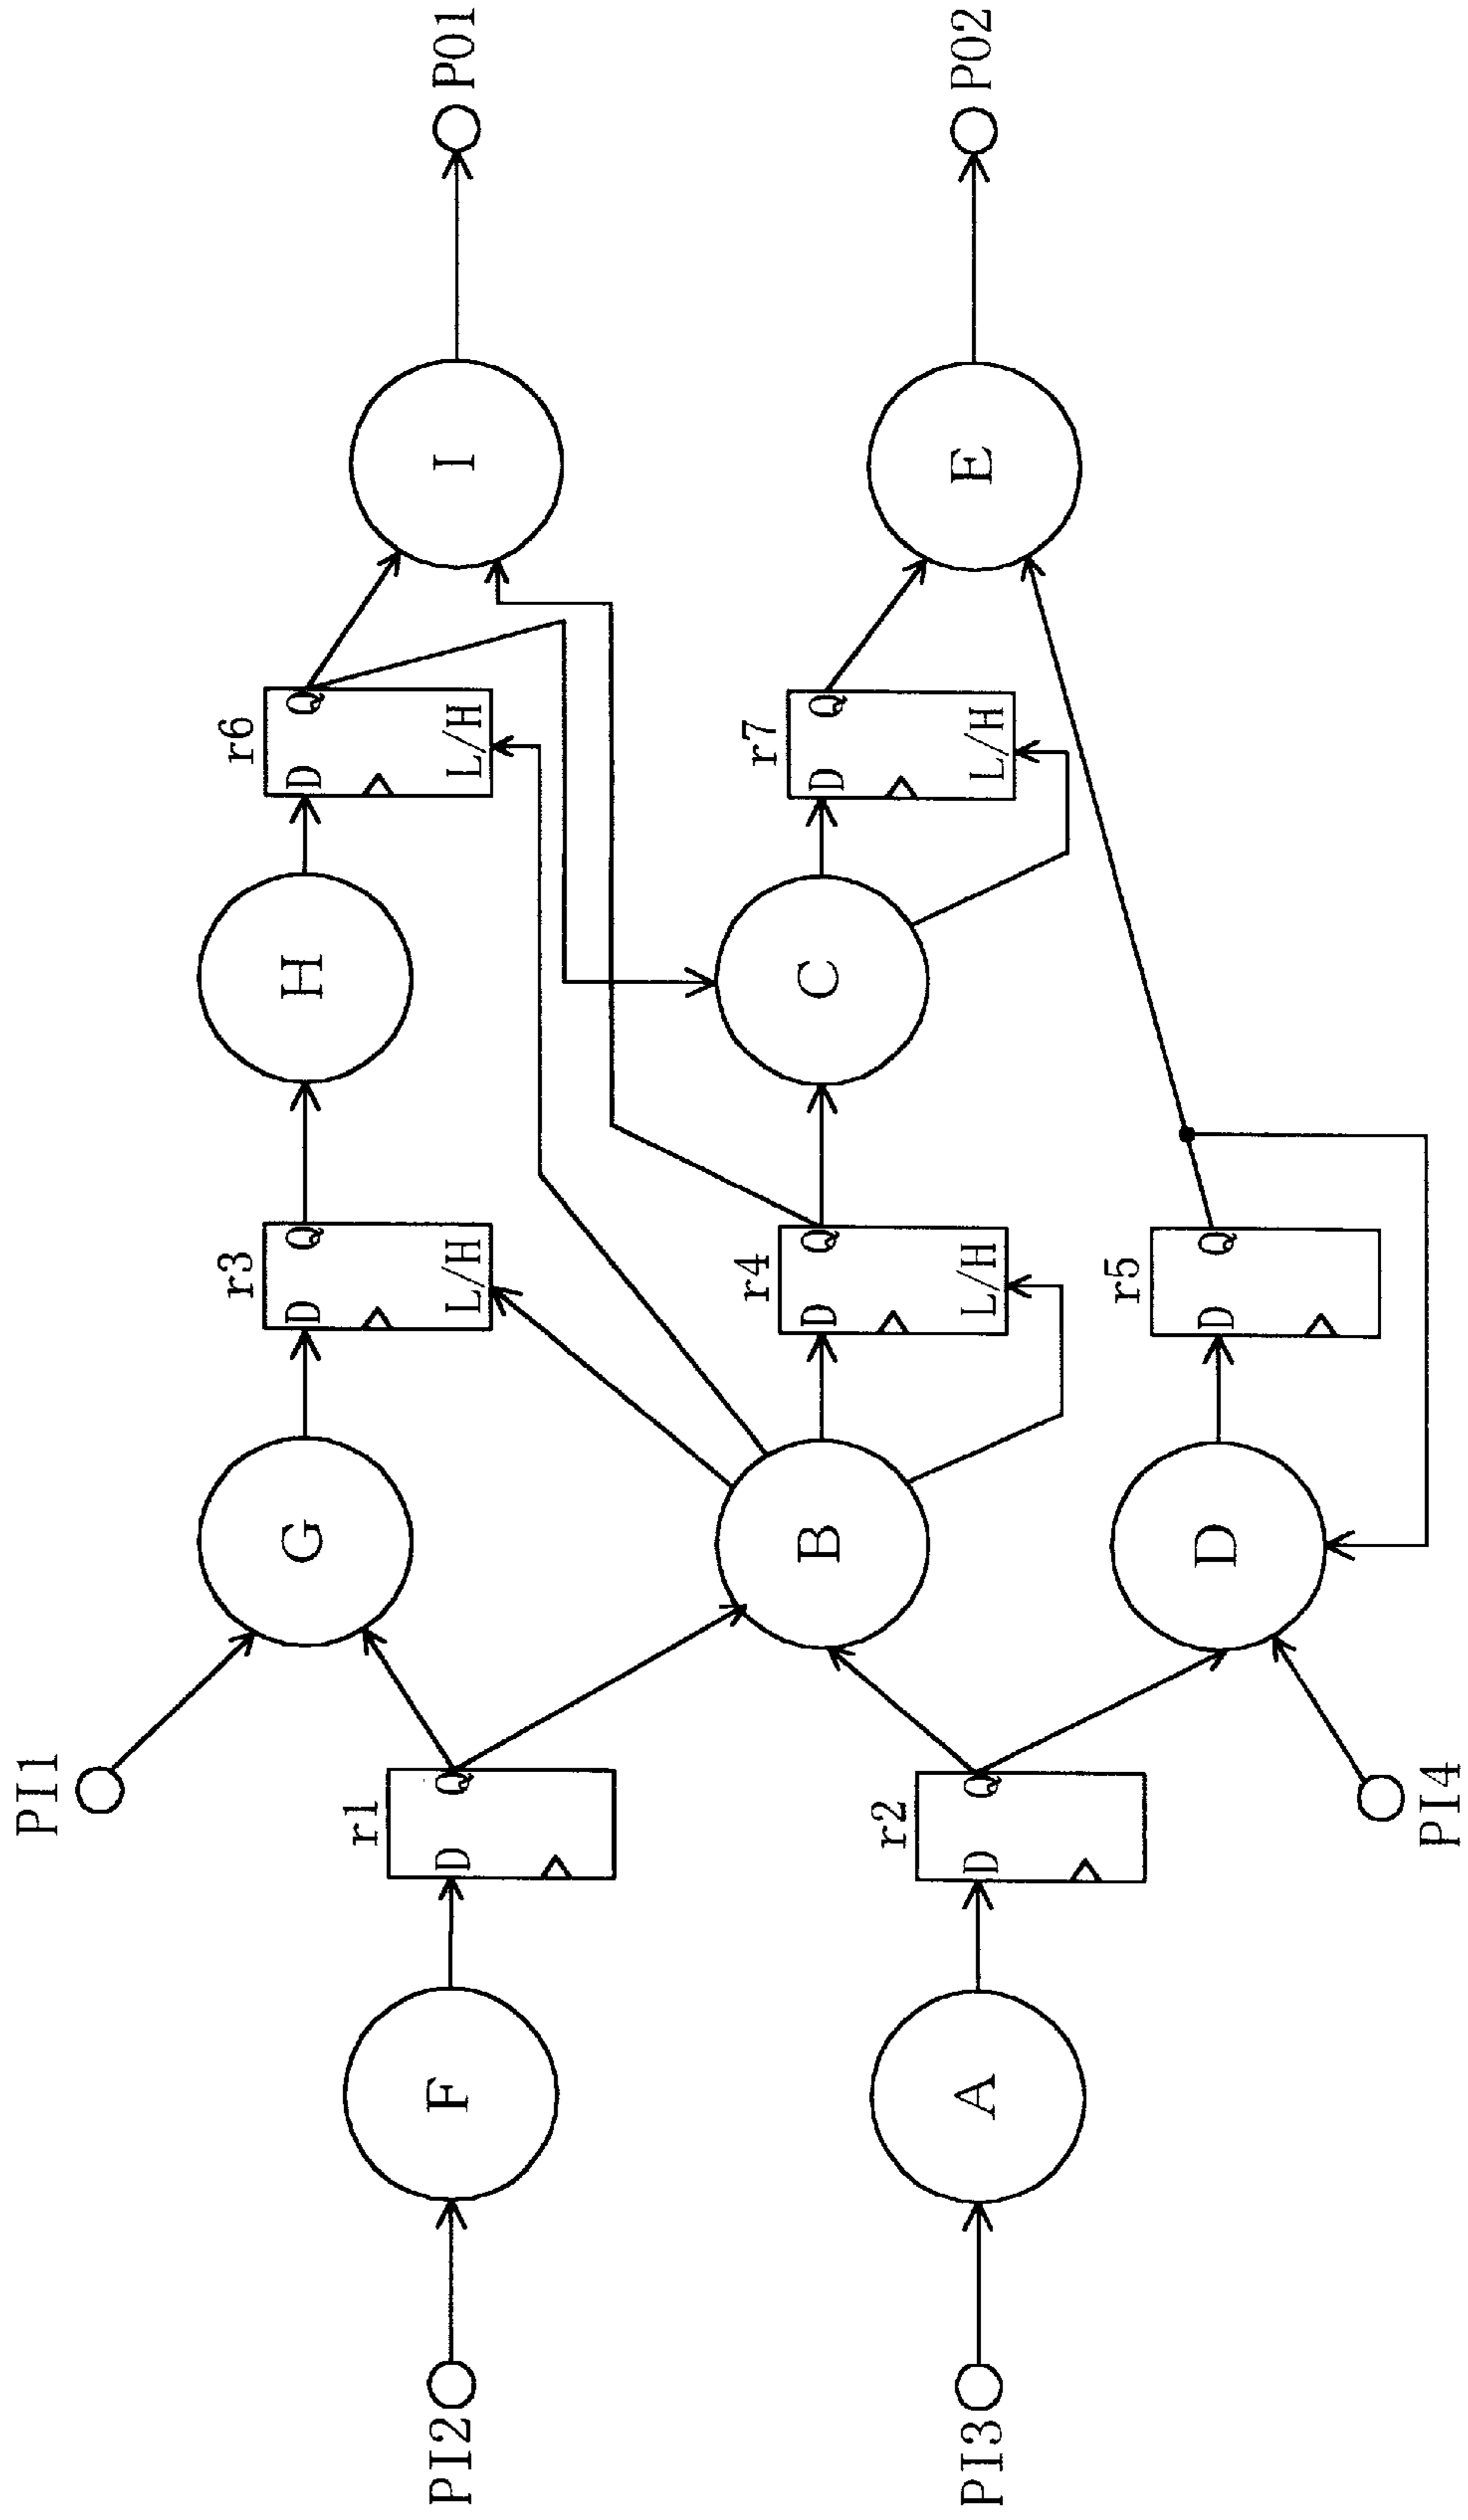 PI1
r3
r6
G
D
Q
H
D
Q
L/H
L/H
r1
PI2
F
D
Q
I
P01
r4
r7
B
D
Q
C
D
Q
L/H
L/H
r2
PI3
A
D
Q
E
P02
r5
D
D
Q
PI4